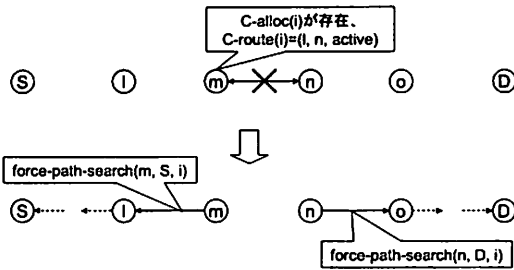 C-alloc(i)が存在、
C-route(i)=(l, n, active)
S l m n o D
force-path-search(m, S, i)
S l m n o D
force-path-search(n, D, i)